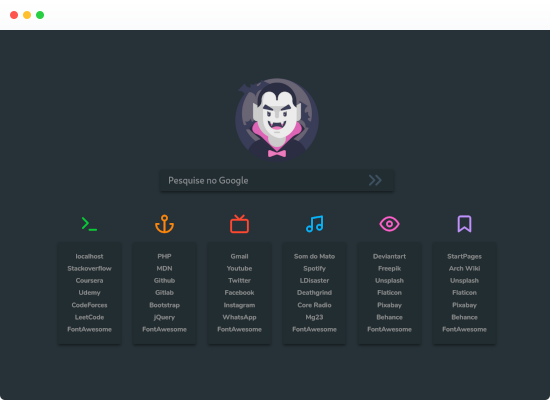 Pesquise no Google
localhost
Stackoverflow
Coursera
Udemy
CodeForces
LeetCode
FontAwesome
PHP
MDN
Github
Gitlab
Bootstrap
jQuery
FontAwesome
Gmail
Youtube
Twitter
Facebook
Instagram
WhatsApp
FontAwesome
Som do Mato
Spotify
LDisaster
Deathgrind
Core Radio
Mg23
FontAwesome
Deviantart
Freepik
Unsplash
Flaticon
Pixabay
Behance
FontAwesome
StartPages
Arch Wiki
Unsplash
Flaticon
Pixabay
Behance
FontAwesome